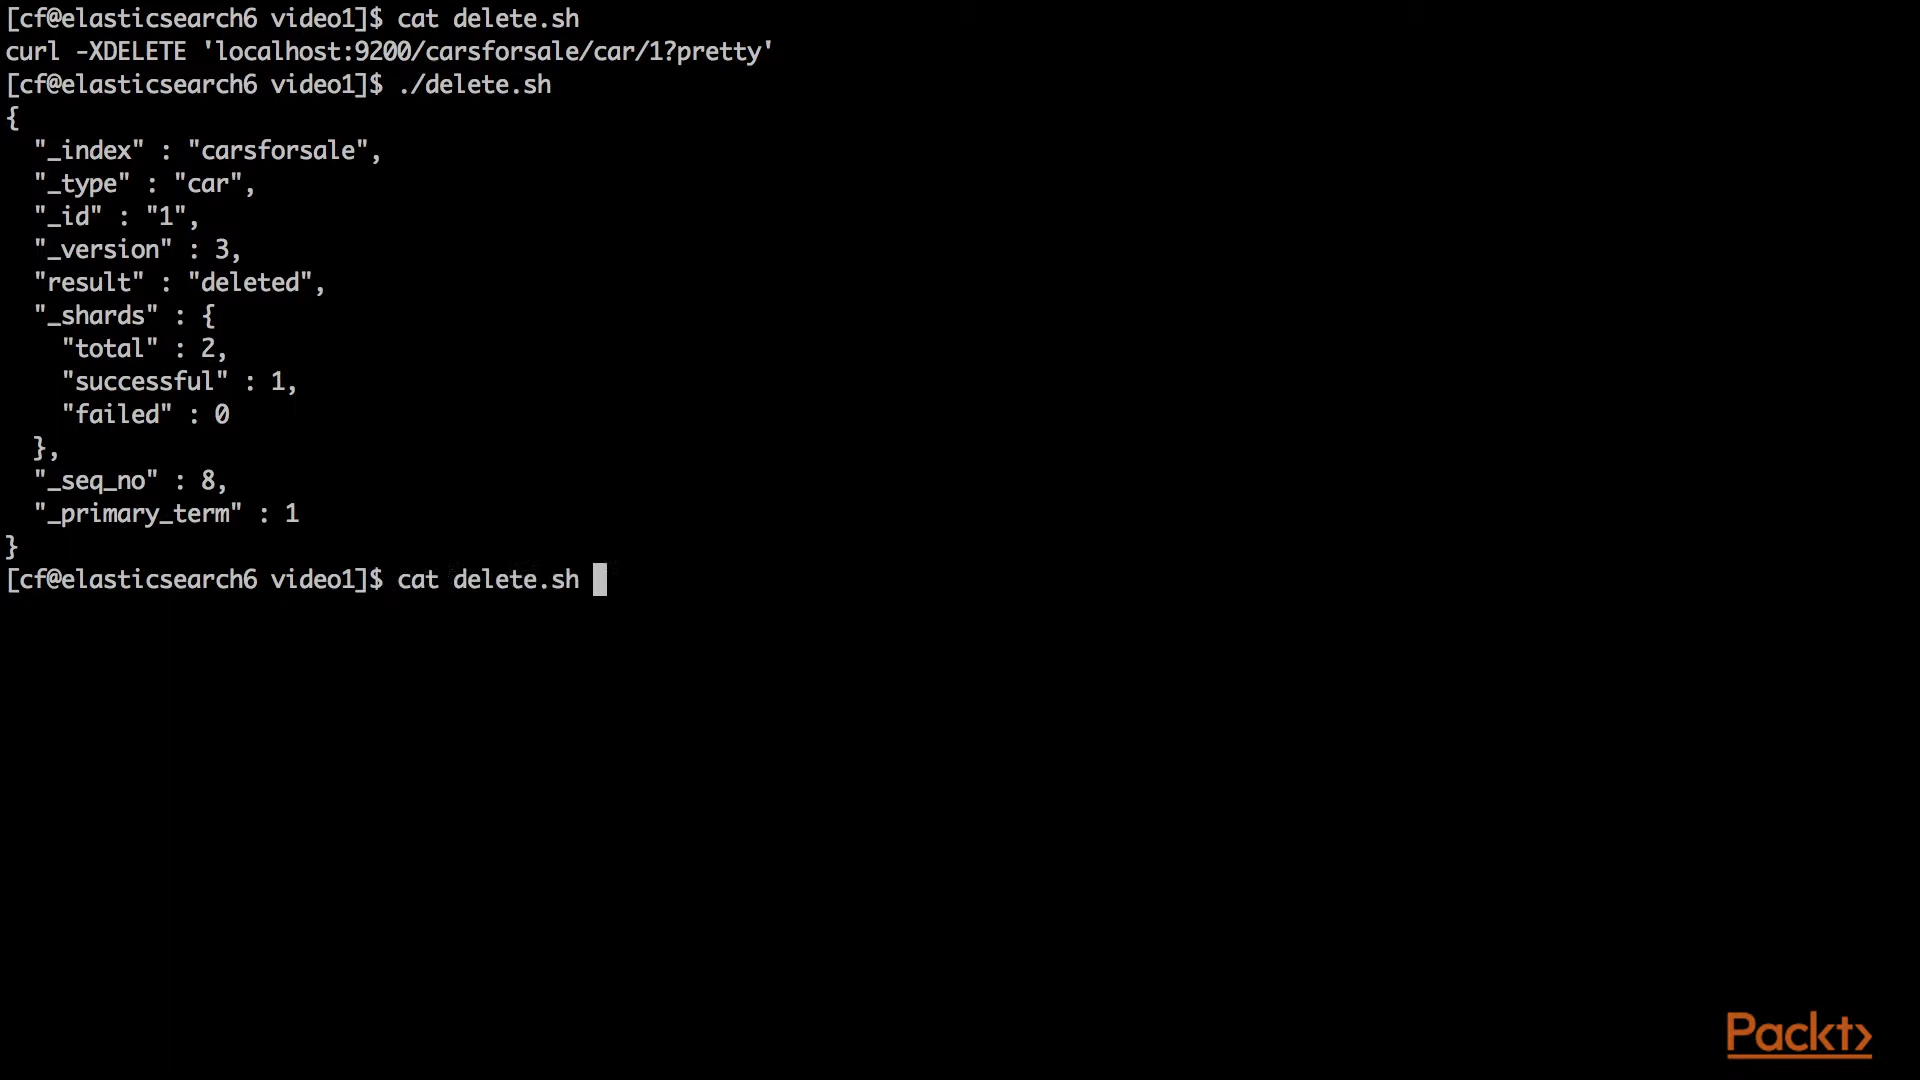 [cf@elasticsearch6 video1]$ cat delete.sh
curl -XDELETE 'localhost:9200/carsforsale/car/1?pretty'
[cf@elasticsearch6 video1]$ ./delete.sh
{
  "_index" : "carsforsale",
  "_type" : "car",
  "_id" : "1",
  "_version" : 3,
  "result" : "deleted",
  "_shards" : {
    "total" : 2,
    "successful" : 1,
    "failed" : 0
  },
  "_seq_no" : 8,
  "_primary_term" : 1
}
[cf@elasticsearch6 video1]$ cat delete.sh
Packt>